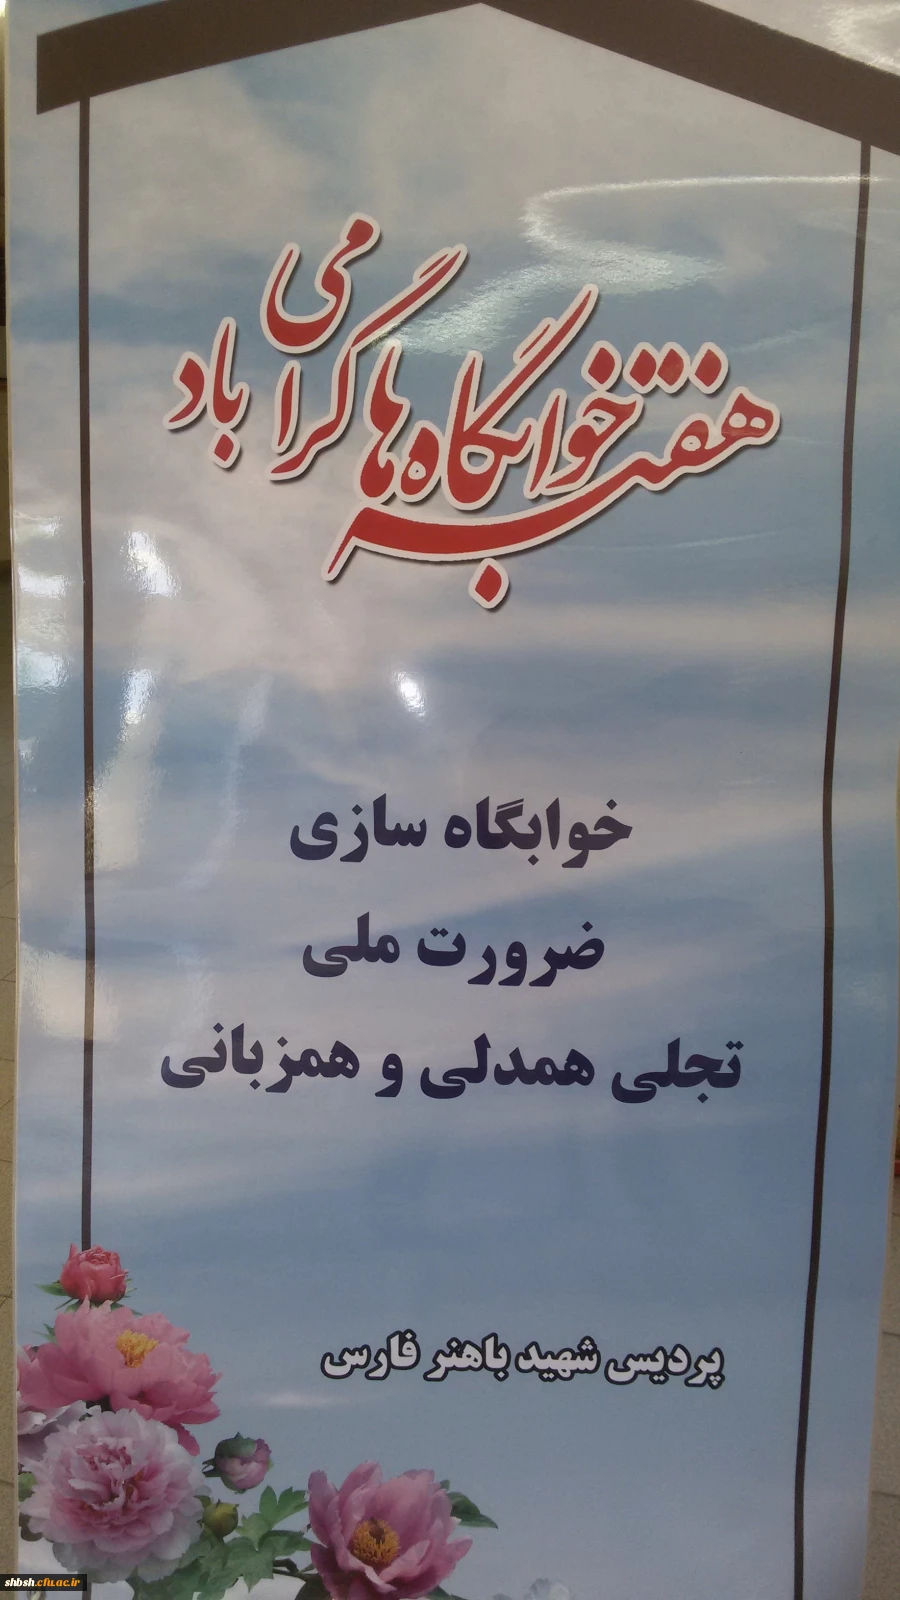 هفته خوابگاه ها گرامی باد
خوابگاه سازی
ضرورت ملی
تجلی همدلی و همزبانی
پردیس شهید باهنر فارس
shbsh.cfu.ac.ir